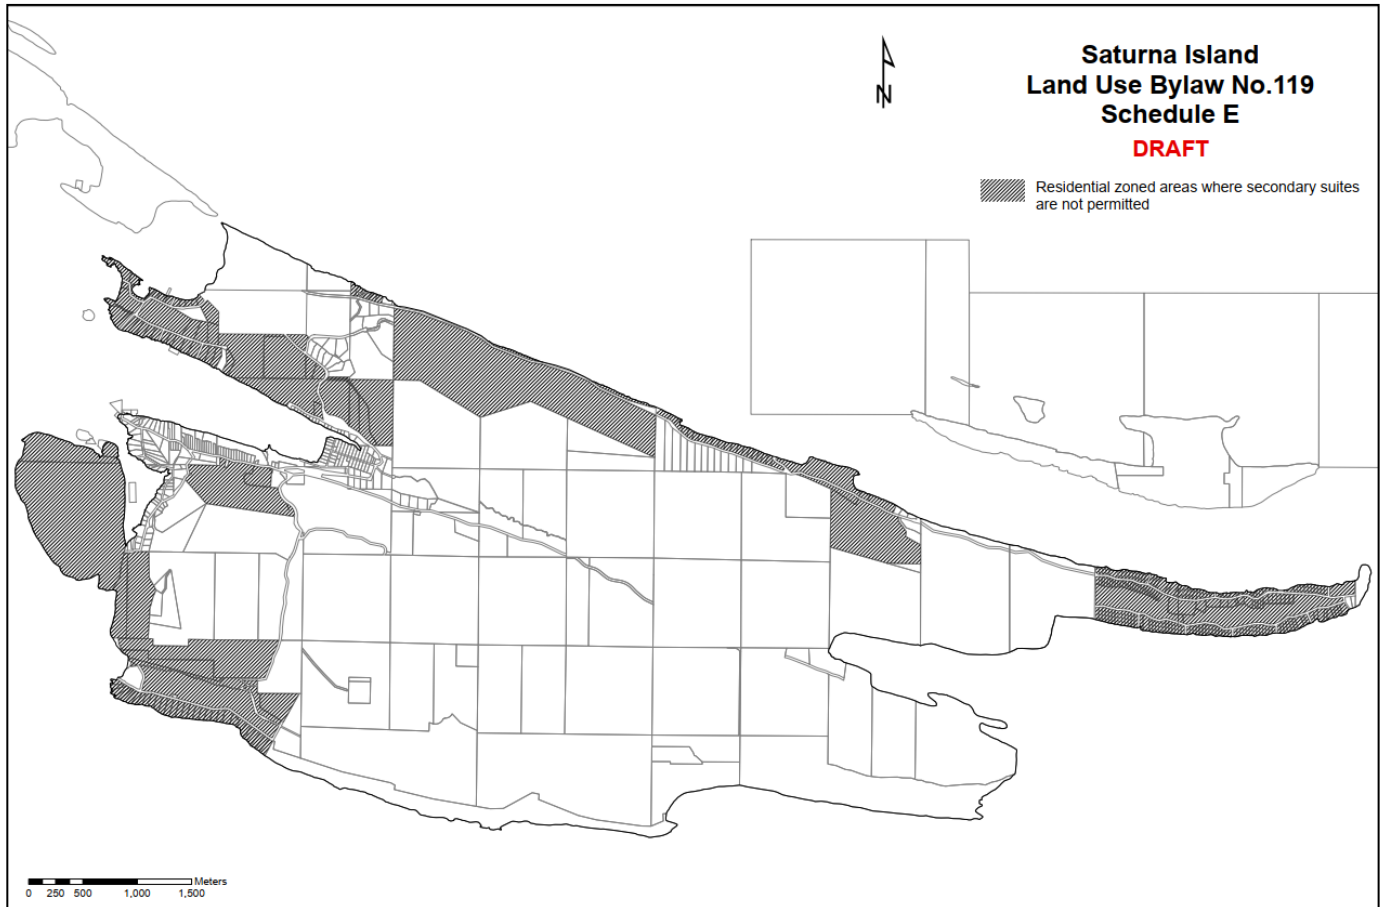 Saturna Island
Land Use Bylaw No.119
Schedule E
DRAFT
N
Residential zoned areas where secondary suites
are not permitted
Meters
0 250 500 1,000 1,500